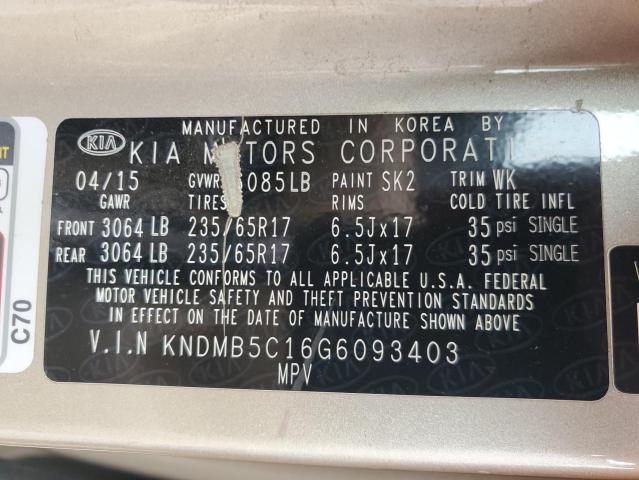 MANUFACTURED IN KOREA BY
KIA KIA MOTORS CORPORATI
04/15 GVWR 6085LB PAINT SK2 TRIM WK
GAWR TIRES RIMS COLD TIRE INFL
FRONT 3064 LB 235/65R17 6.5Jx17 35 psi SINGLE
REAR 3064 LB 235/65R17 6.5Jx17 35 psi SINGLE
THIS VEHICLE CONFORMS TO ALL APPLICABLE U.S.A. FEDERAL
MOTOR VEHICLE SAFETY AND THEFT PREVENTION STANDARDS
IN EFFECT ON THE DATE OF MANUFACTURE SHOWN ABOVE
V.I.N KNDMB5C16G6093403
MPV
C70